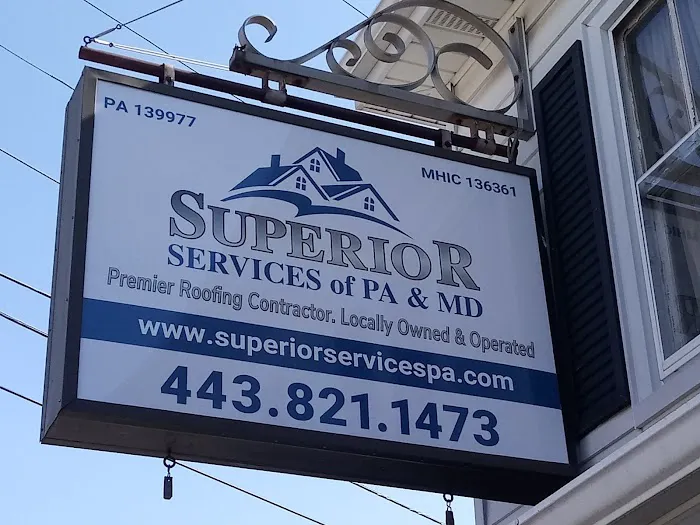 PA 139977
MHIC 136361
SUPERIOR
SERVICES of PA & MD
Premier Roofing Contractor. Locally Owned & Operated
www.superiorservicespa.com
443.821.1473